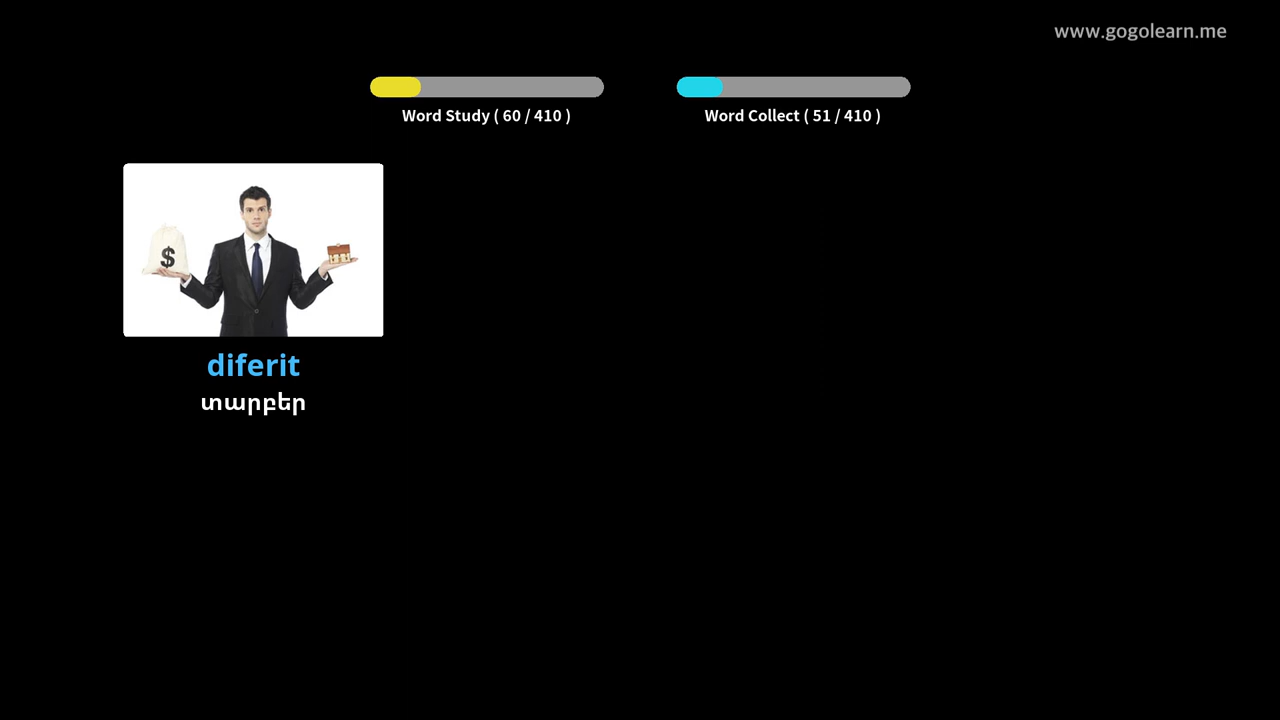 www.gogolearn.me
Word Study ( 60 / 410 )
Word Collect ( 51 / 410 )
$
diferit
տարբեր